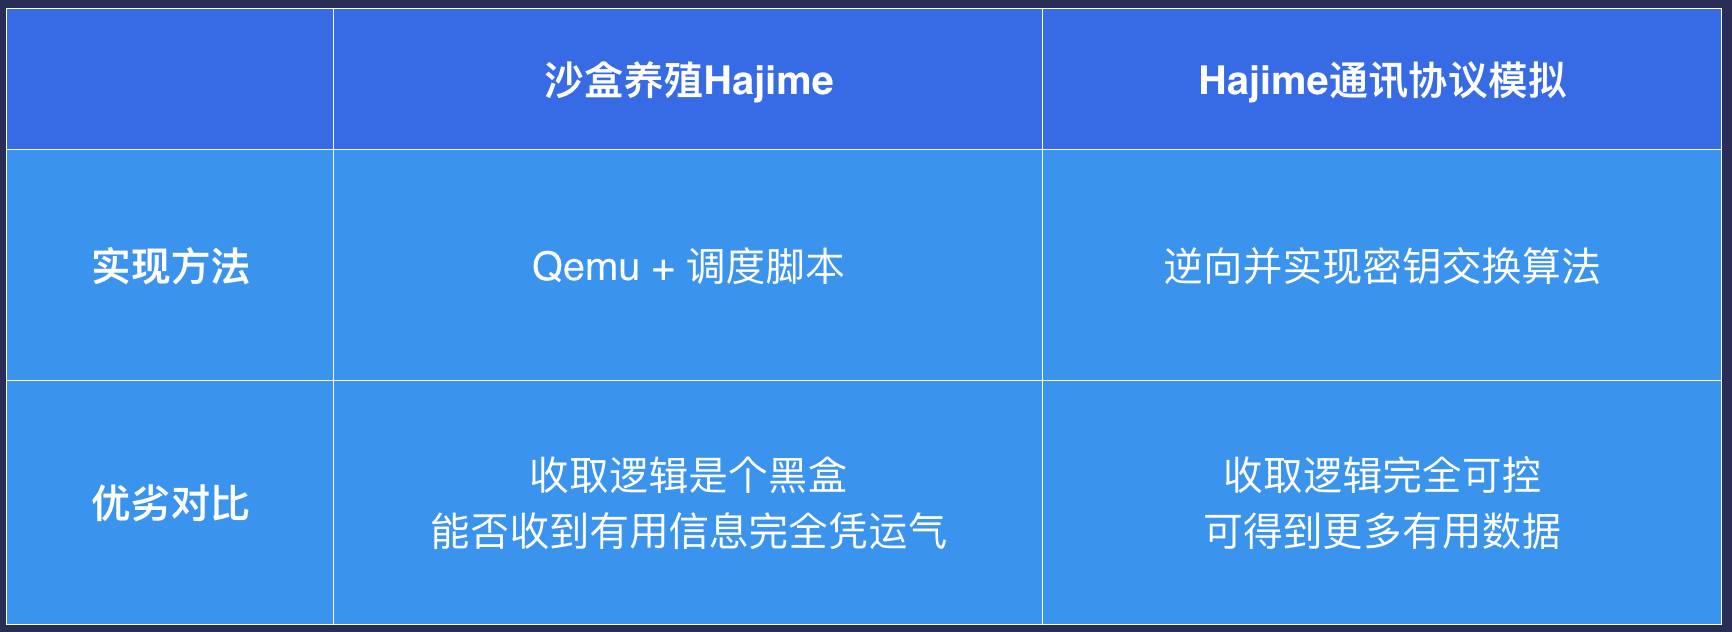 沙盒养殖Hajime
Hajime通讯协议模拟
实现方法
Qemu + 调度脚本
逆向并实现密钥交换算法
优劣对比
收取逻辑是个黑盒
能否收到有用信息完全凭运气
收取逻辑完全可控
可得到更多有用数据